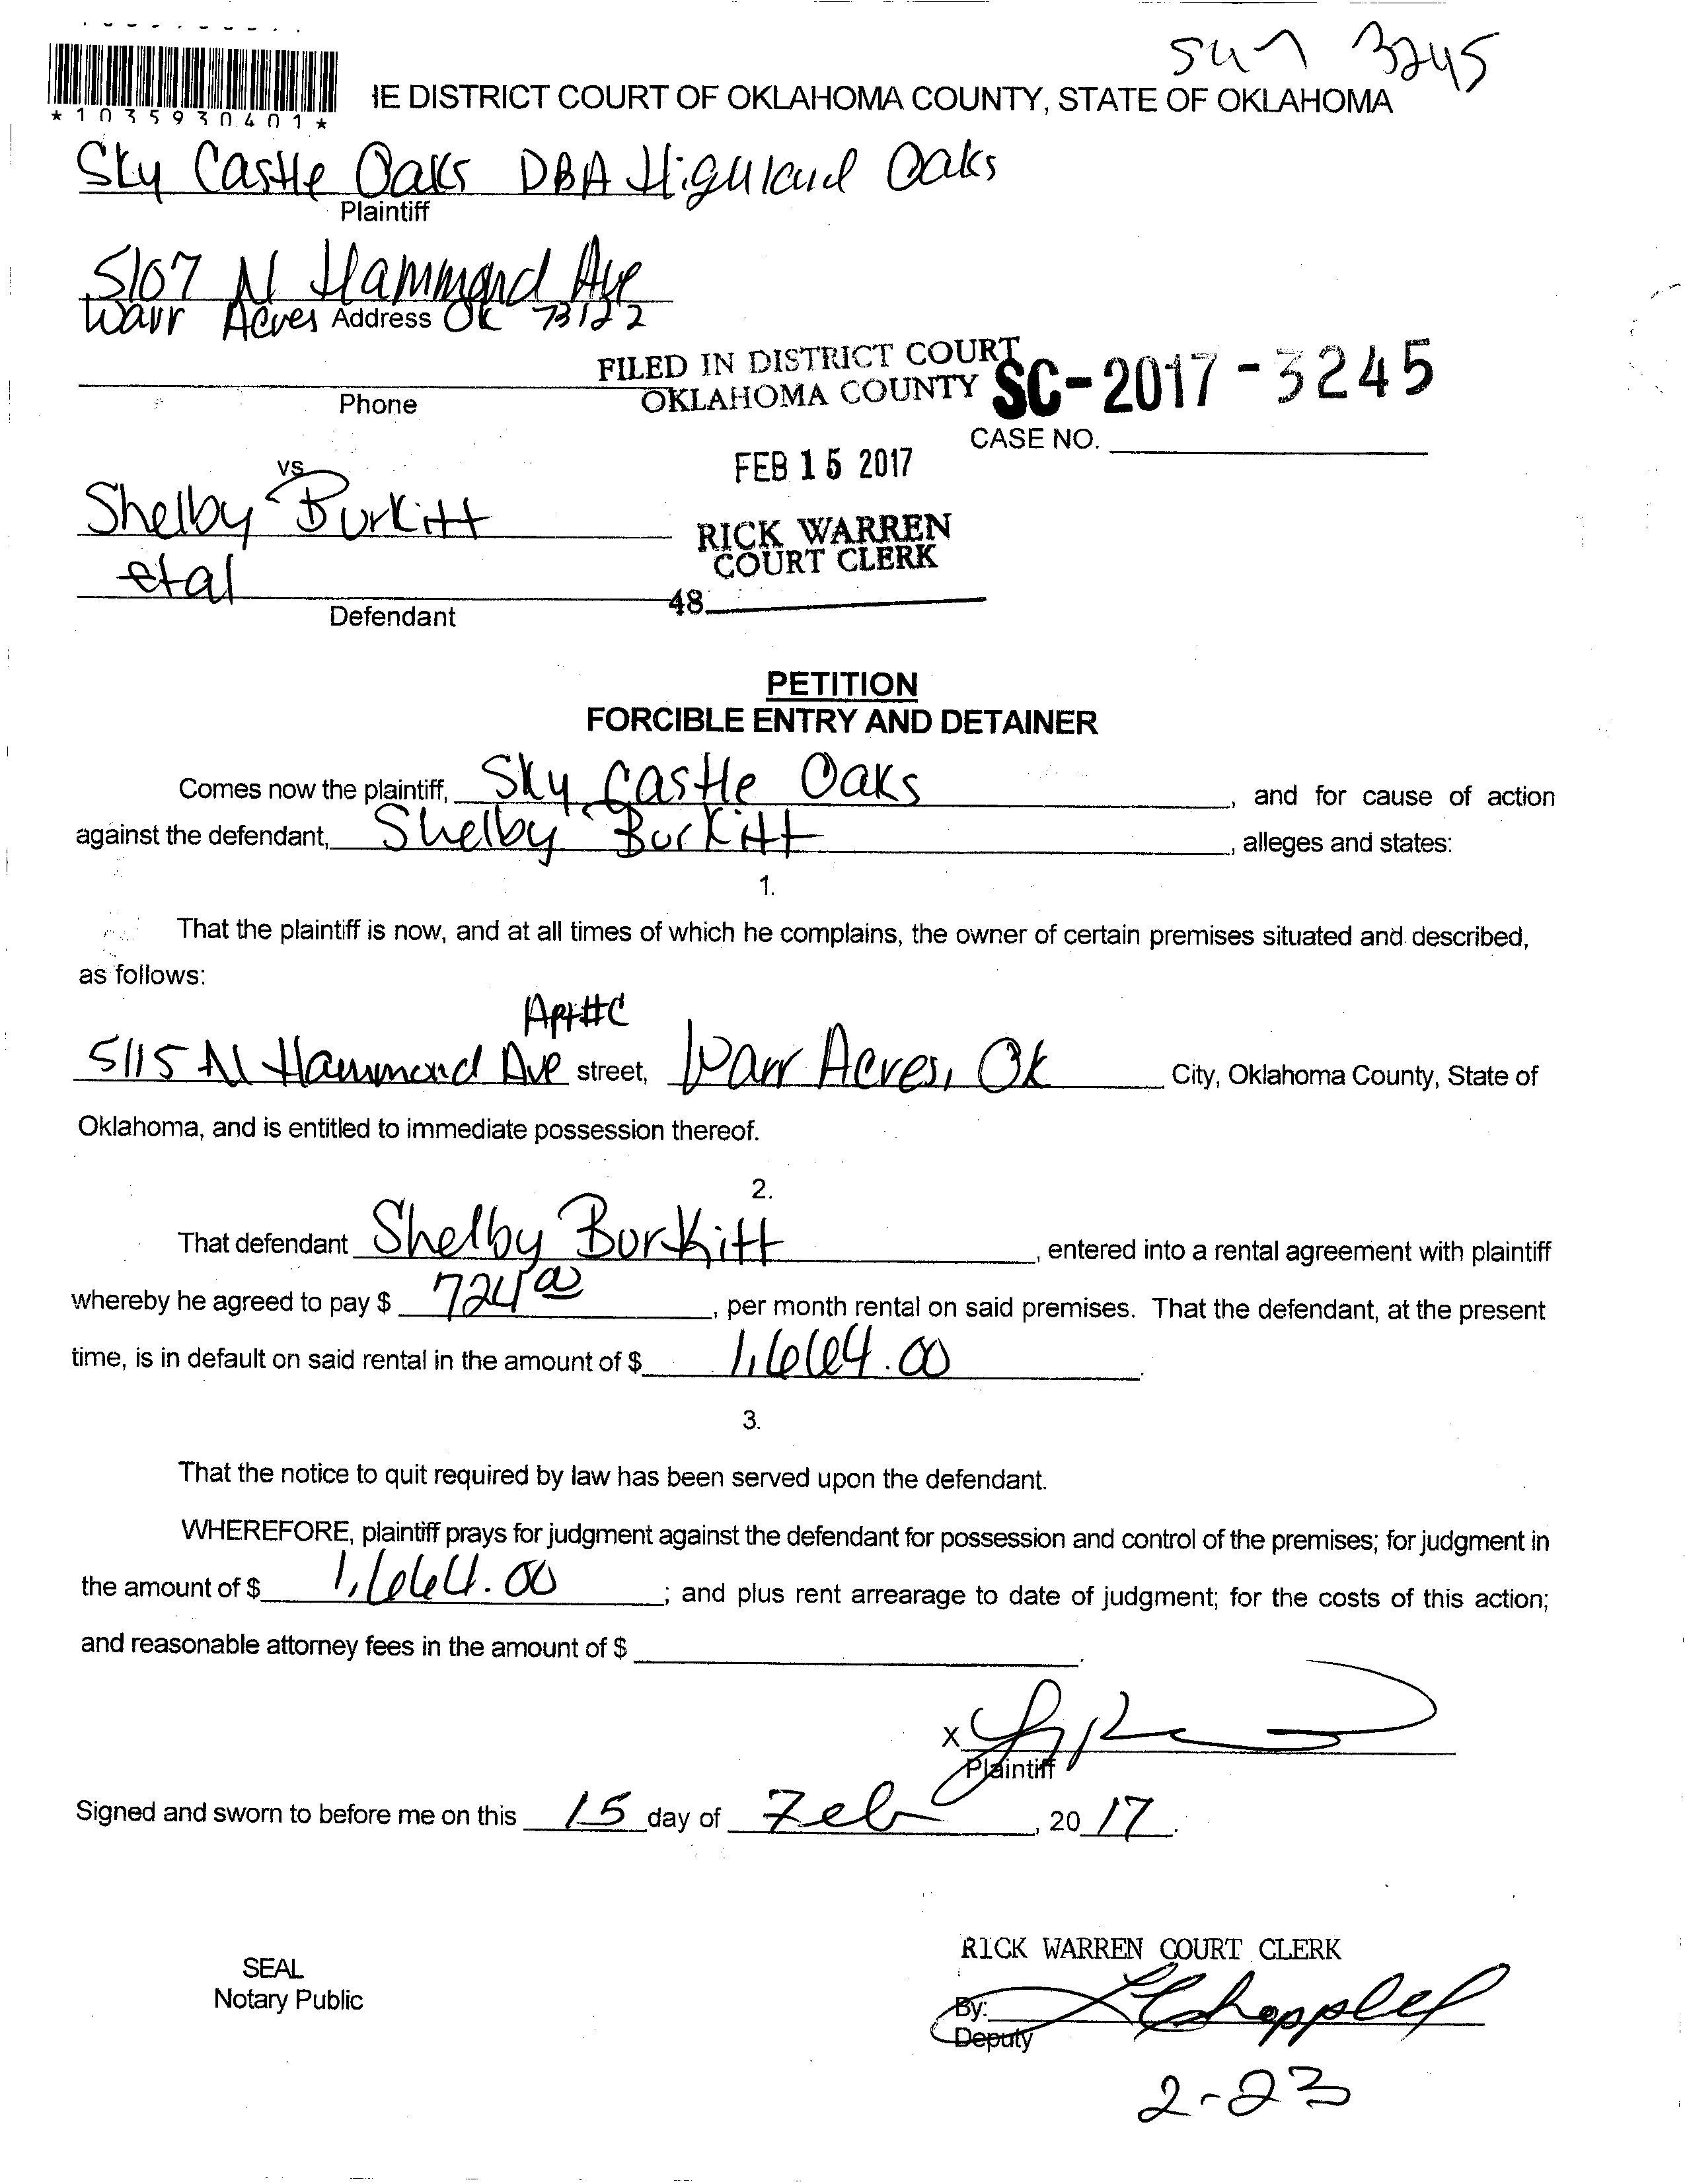 3245
IE DISTRICT COURT OF OKLAHOMA COUNTY, STATE OF OKLAHOMA
*1035930401*
Sky Castle Oaks DBA Highland Oaks
Plaintiff
5107 N Hammond Ave
Warr Acres Address Ok 73122
FILED IN DISTRICT COURT
OKLAHOMA COUNTY
SC-2017-3245
Phone
CASE NO.
FEB 15 2017
vs
Shelby Burkitt
RICK WARREN
COURT CLERK
etal
48
Defendant
PETITION
FORCIBLE ENTRY AND DETAINER
Comes now the plaintiff, Sky Castle Oaks, and for cause of action
against the defendant, Shelby Burkitt, alleges and states:
1.
That the plaintiff is now, and at all times of which he complains, the owner of certain premises situated and described,
as follows:
Apt#C
5115 N Hammond Ave street, Warr Acres, Ok City, Oklahoma County, State of
Oklahoma, and is entitled to immediate possession thereof.
2.
That defendant Shelby Burkitt, entered into a rental agreement with plaintiff
whereby he agreed to pay $ 724 00, per month rental on said premises. That the defendant, at the present
time, is in default on said rental in the amount of $ 1,664.00.
3.
That the notice to quit required by law has been served upon the defendant.
WHEREFORE, plaintiff prays for judgment against the defendant for possession and control of the premises; for judgment in
the amount of $ 1,664.00; and plus rent arrearage to date of judgment; for the costs of this action;
and reasonable attorney fees in the amount of $
X
Plaintiff
Signed and sworn to before me on this 15 day of Feb, 20 17.
RICK WARREN COURT CLERK
SEAL
Notary Public
By:
Deputy
2-23